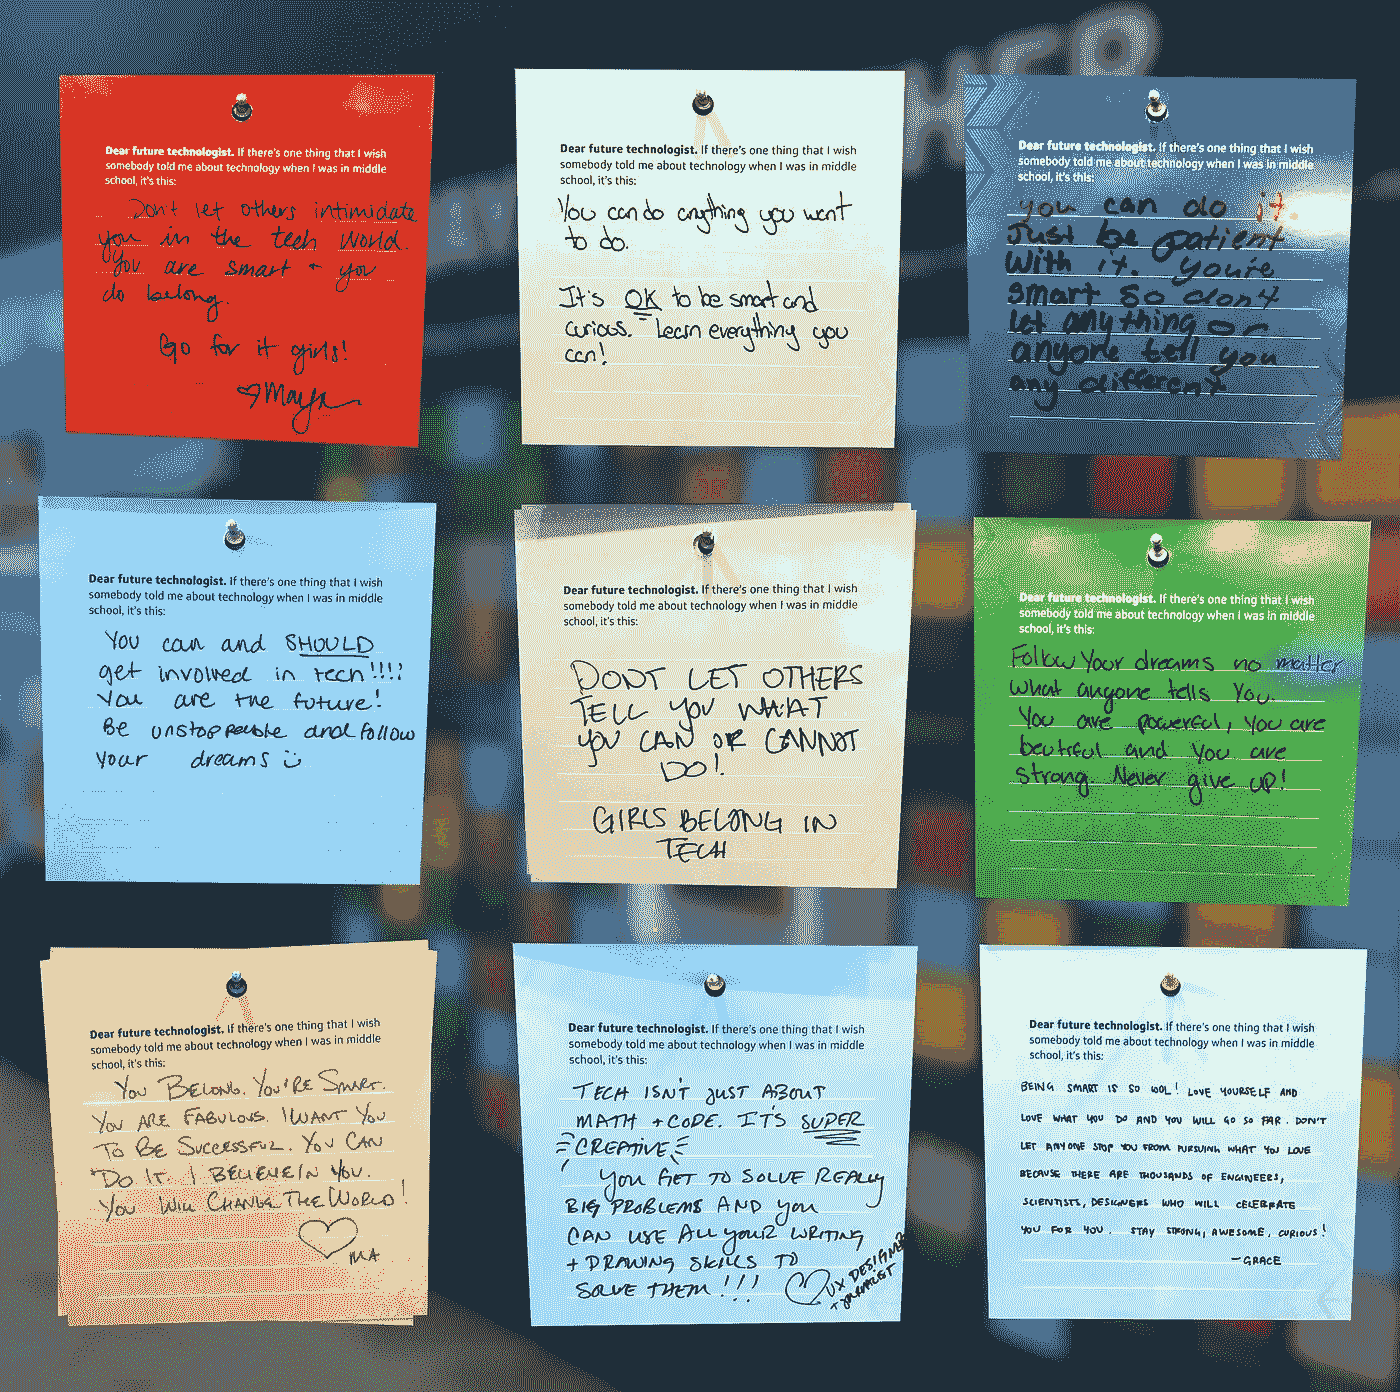 HER
Dear future technologist. If there's one thing that I wish
somebody told me about technology when I was in middle
school, it's this:
Don't let others intimidate
you in the tech world.
You are smart + you
do belong.
Go for it girls!
♡Maya
Dear future technologist. If there's one thing that I wish
somebody told me about technology when I was in middle
school, it's this:
You can do anything you want
to do.
It's OK to be smart and
curious. Learn everything you
can!
Dear future technologist. If there's one thing that I wish
somebody told me about technology when I was in middle
school, it's this:
you can do it
Just be patient
With it. you're
smart so don't
let anything or
anyone tell you
any different
Dear future technologist. If there's one thing that I wish
somebody told me about technology when I was in middle
school, it's this:
You can and SHOULD
get involved in tech!!!!
You are the future!
Be unstoppable and follow
your dreams
Dear future technologist. If there's one thing that I wish
somebody told me about technology when I was in middle
school, it's this:
DONT LET OTHERS
TELL YOU WHAT
YOU CAN OR CANNOT
DO!
GIRLS BELONG IN
TECH
Dear future technologist. If there's one thing that I wish
somebody told me about technology when I was in middle
school, it's this:
Follow Your dreams no matter
what anyone tells You.
You are powerful, you are
beutiful and You are
strong. Never give up!
Dear future technologist. If there's one thing that I wish
somebody told me about technology when I was in middle
school, it's this:
YOU BELONG. YOU'RE SMART.
YOU ARE FABULOUS. I WANT YOU
TO BE SUCCESSFUL. YOU CAN
DO IT. I BELIEVE IN YOU.
YOU WILL CHANGE THE WORLD!
♡ MA
Dear future technologist. If there's one thing that I wish
somebody told me about technology when I was in middle
school, it's this:
TECH ISN'T JUST ABOUT
MATH + CODE. IT'S SUPER
CREATIVE
YOU GET TO SOLVE REALLY
BIG PROBLEMS AND YOU
CAN USE ALL YOUR WRITING
+ DRAWING SKILLS TO
SOLVE THEM!!!
♡ UX DESIGNER
+ JOURNALIST
Dear future technologist. If there's one thing that I wish
somebody told me about technology when I was in middle
school, it's this:
BEING SMART IS SO COOL! LOVE YOURSELF AND
LOVE WHAT YOU DO AND YOU WILL GO SO FAR. DON'T
LET ANYONE STOP YOU FROM PURSUING WHAT YOU LOVE
BECAUSE THERE ARE THOUSANDS OF ENGINEERS,
SCIENTISTS, DESIGNERS WHO WILL CELEBRATE
YOU FOR YOU. STAY STRONG, AWESOME, CURIOUS!
—GRACE